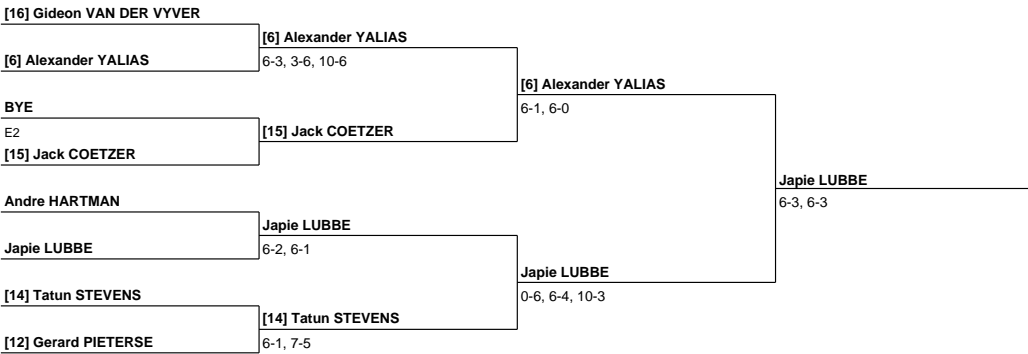 [16] Gideon VAN DER VYVER
[6] Alexander YALIAS
[6] Alexander YALIAS
6-3, 3-6, 10-6
[6] Alexander YALIAS
6-1, 6-0
BYE
E2
[15] Jack COETZER
[15] Jack COETZER
Japie LUBBE
6-3, 6-3
Andre HARTMAN
Japie LUBBE
Japie LUBBE
6-2, 6-1
Japie LUBBE
0-6, 6-4, 10-3
[14] Tatun STEVENS
[14] Tatun STEVENS
[12] Gerard PIETERSE
6-1, 7-5